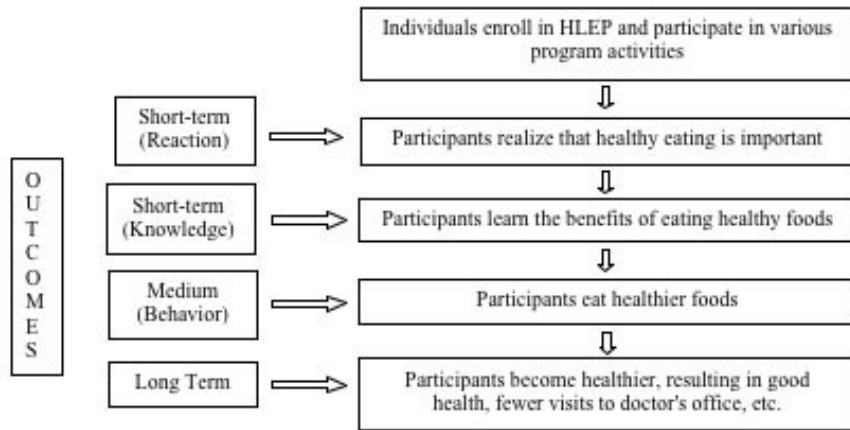 Individuals enroll in HLEP and participate in various
program activities
Short-term
(Reaction)
Participants realize that healthy eating is important
OUTCOMES
Short-term
(Knowledge)
Participants learn the benefits of eating healthy foods
Medium
(Behavior)
Participants eat healthier foods
Long Term
Participants become healthier, resulting in good
health, fewer visits to doctor's office, etc.